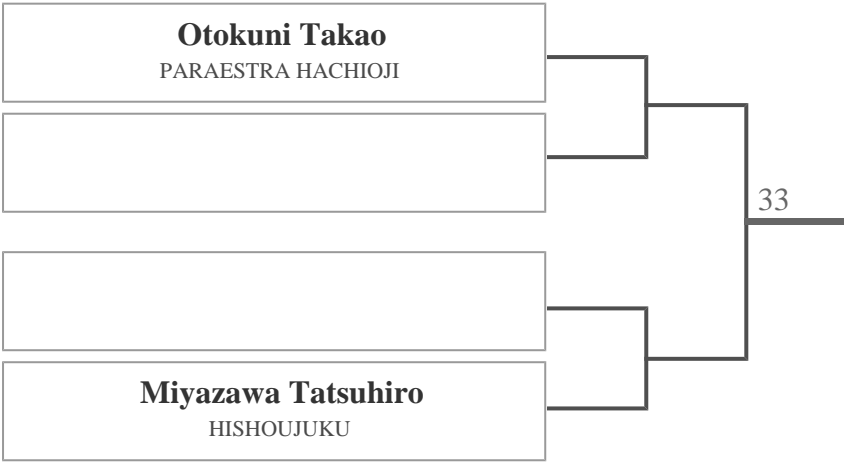 Otokuni Takao
PARAESTRA HACHIOJI
33
Miyazawa Tatsuhiro
HISHOUJUKU